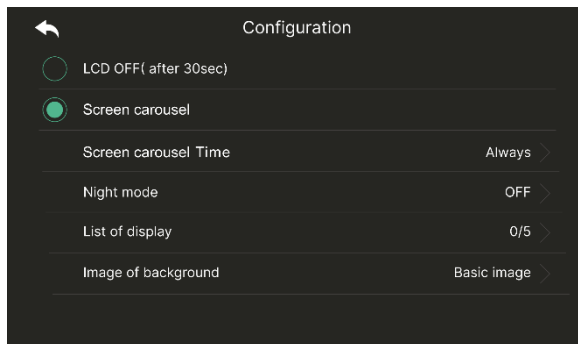 Configuration
LCD OFF( after 30sec)
Screen carousel
Screen carousel Time Always
Night mode OFF
List of display 0/5
Image of background Basic image